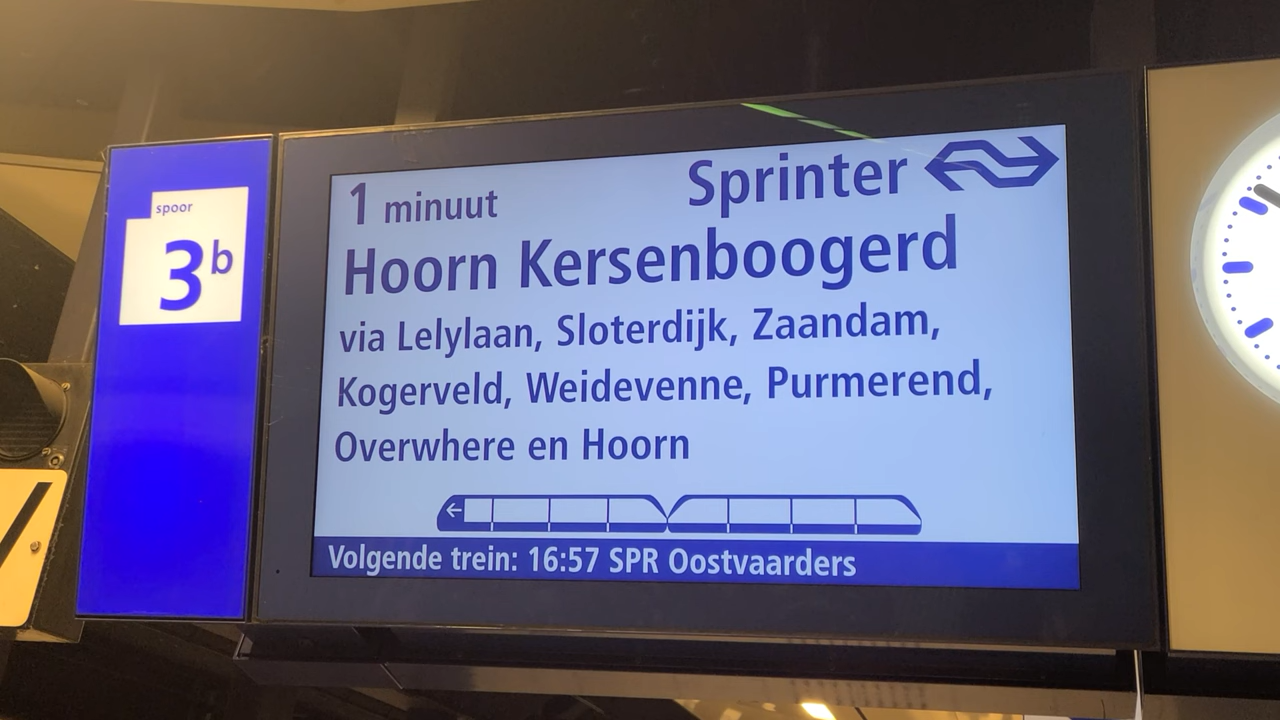 spoor
3b
1 minuut
Sprinter
Hoorn Kersenboogerd
via Lelylaan, Sloterdijk, Zaandam,
Kogerveld, Weidevenne, Purmerend,
Overwhere en Hoorn
Volgende trein: 16:57 SPR Oostvaarders